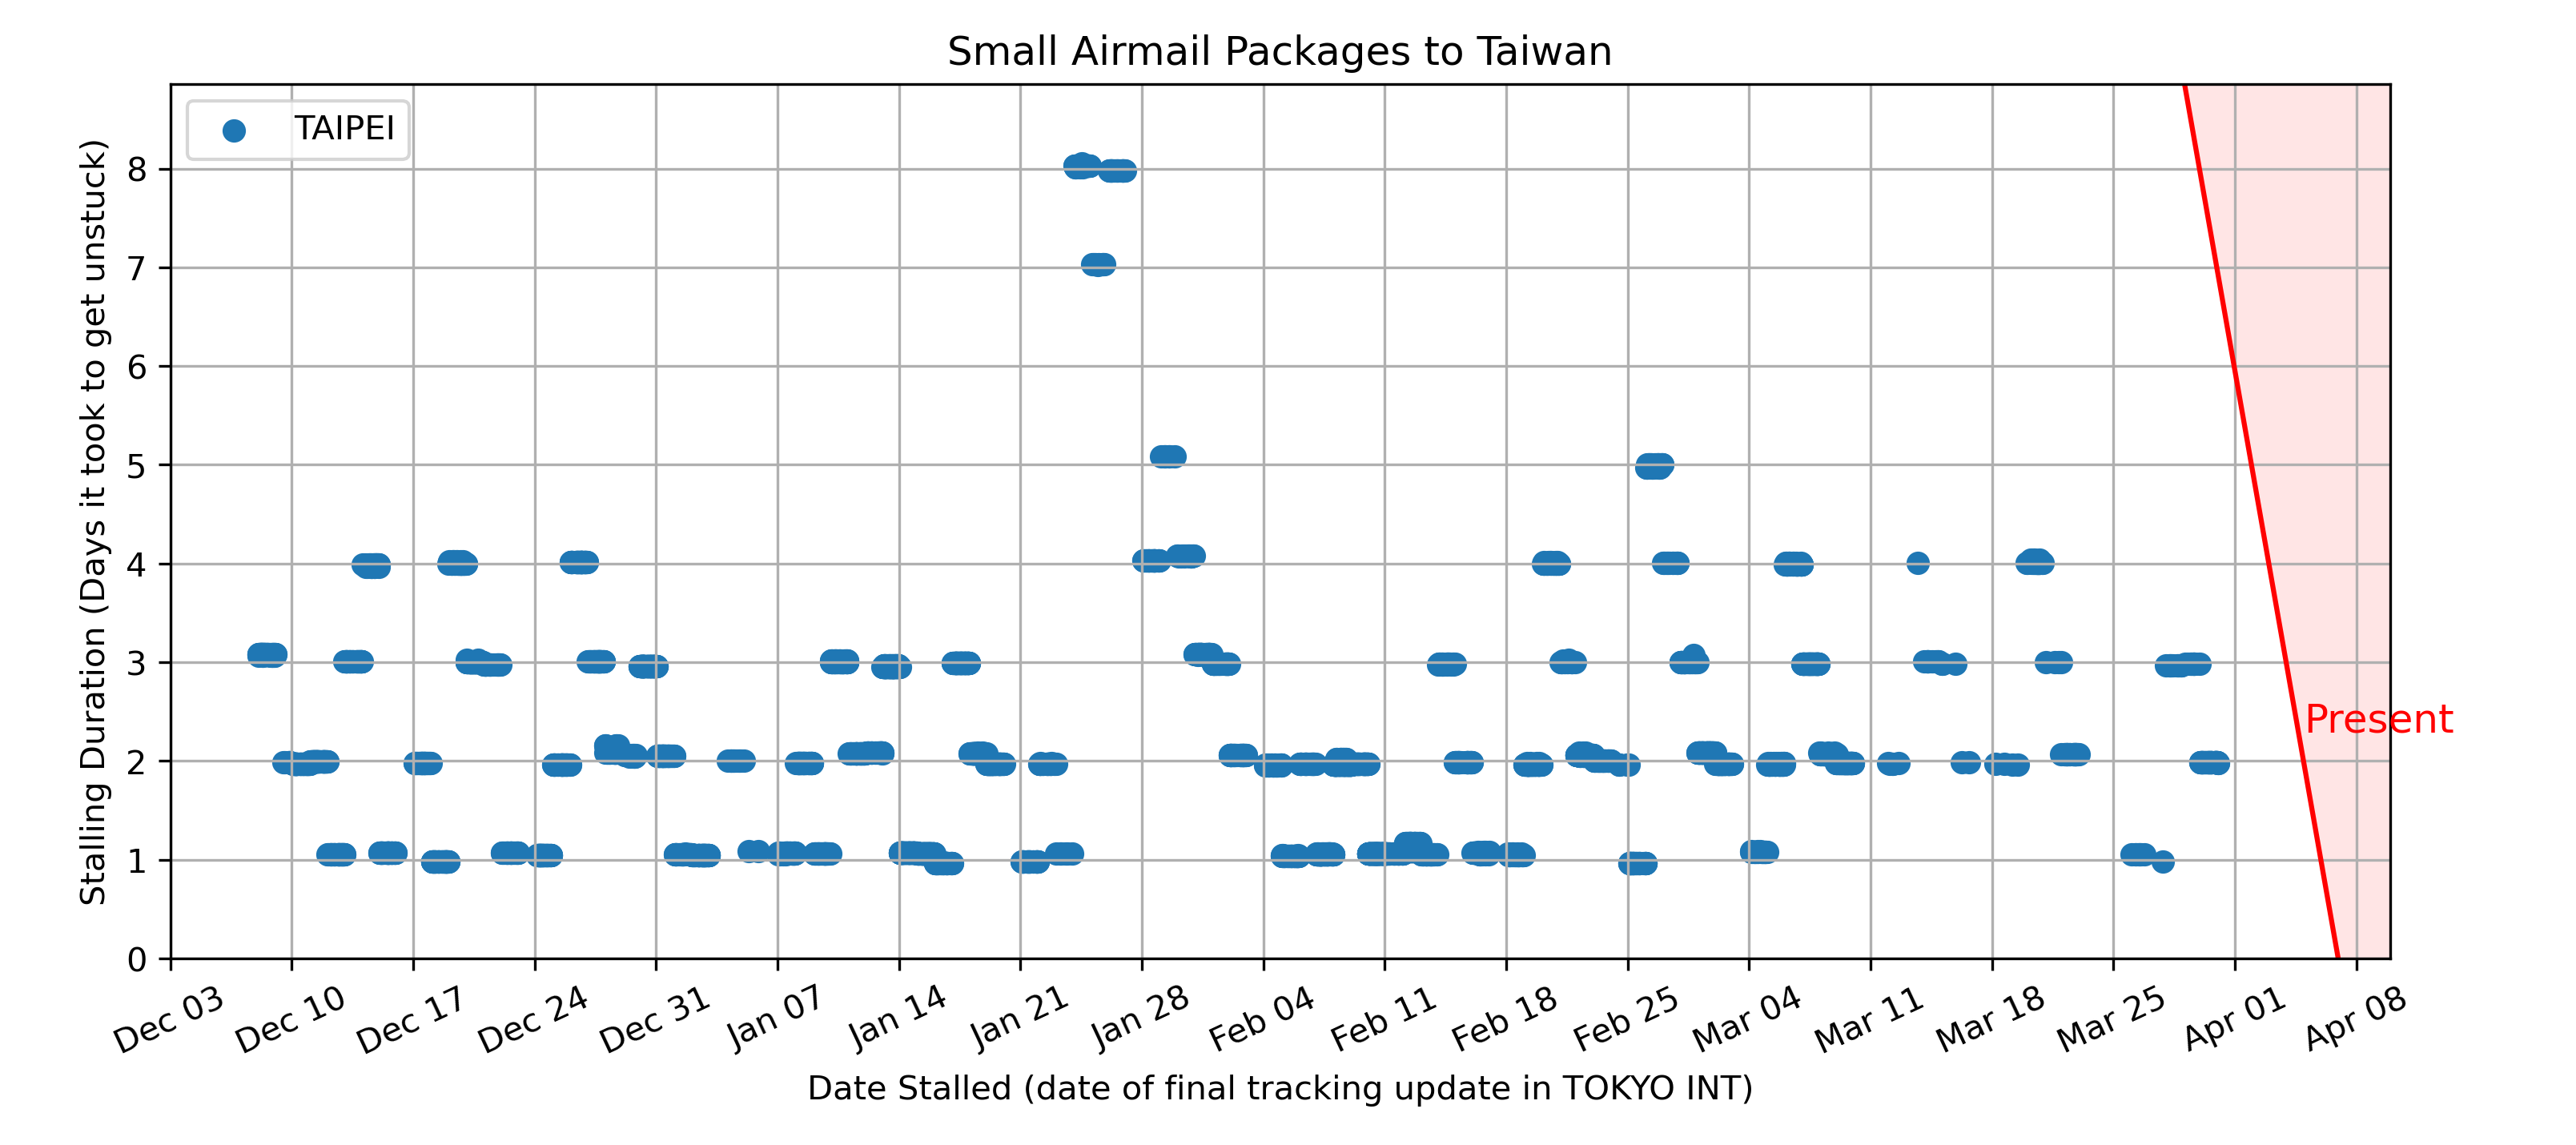 Small Airmail Packages to Taiwan
TAIPEI
Stalling Duration (Days it took to get unstuck)
8
7
6
5
4
3
2
1
0
Present
Dec 03
Dec 10
Dec 17
Dec 24
Dec 31
Jan 07
Jan 14
Jan 21
Jan 28
Feb 04
Feb 11
Feb 18
Feb 25
Mar 04
Mar 11
Mar 18
Mar 25
Apr 01
Apr 08
Date Stalled (date of final tracking update in TOKYO INT)